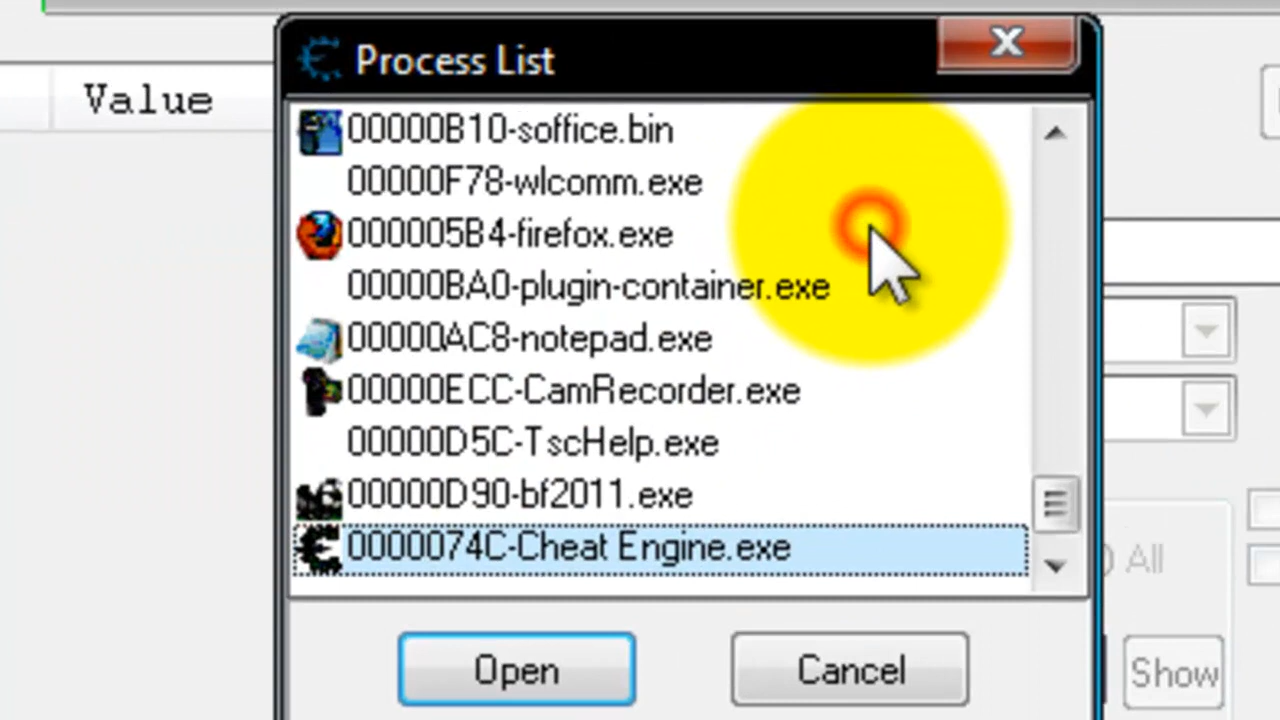 Process List
Value
00000B10-soffice.bin
00000F78-wlcomm.exe
000005B4-firefox.exe
00000BA0-plugin-container.exe
00000AC8-notepad.exe
00000ECC-CamRecorder.exe
00000D5C-TscHelp.exe
00000D90-bf2011.exe
0000074C-Cheat Engine.exe
All
Open
Cancel
Show